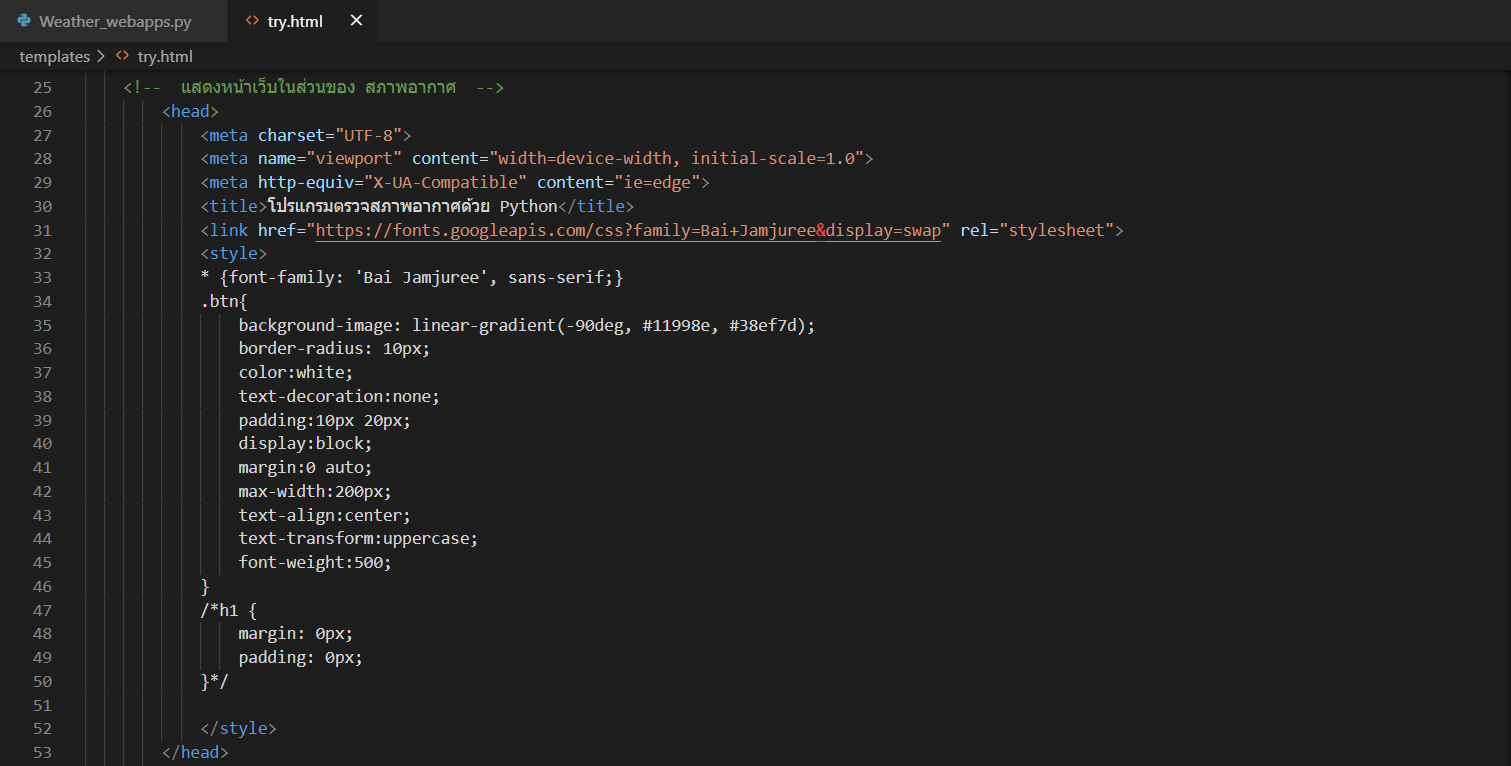 Weather_webapps.py
try.html
templates > try.html
25 <!--  แสดงหน้าเว็บในส่วนของ สภาพอากาศ  -->
26 <head>
27 <meta charset="UTF-8">
28 <meta name="viewport" content="width=device-width, initial-scale=1.0">
29 <meta http-equiv="X-UA-Compatible" content="ie=edge">
30 <title>โปรแกรมตรวจสภาพอากาศด้วย Python</title>
31 <link href="https://fonts.googleapis.com/css?family=Bai+Jamjuree&display=swap" rel="stylesheet">
32 <style>
33 * {font-family: 'Bai Jamjuree', sans-serif;}
34 .btn{
35 background-image: linear-gradient(-90deg, #11998e, #38ef7d);
36 border-radius: 10px;
37 color:white;
38 text-decoration:none;
39 padding:10px 20px;
40 display:block;
41 margin:0 auto;
42 max-width:200px;
43 text-align:center;
44 text-transform:uppercase;
45 font-weight:500;
46 }
47 /*h1 {
48 margin: 0px;
49 padding: 0px;
50 }*/
51
52 </style>
53 </head>